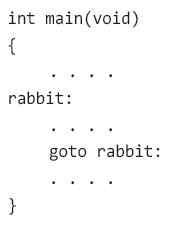 int main(void)
{
. . . .
rabbit:
. . . .
goto rabbit:
. . . .
}